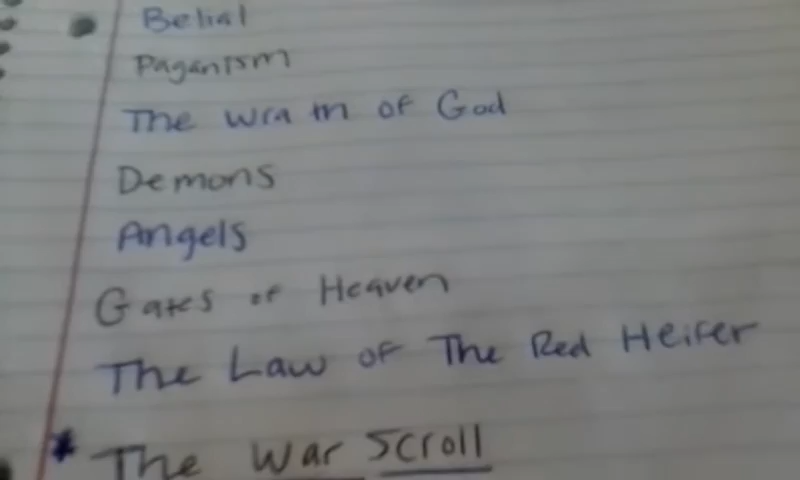 Belial
Paganism
The Wrath of God
Demons
Angels
Gates of Heaven
The Law of The Red Heifer
* The War Scroll